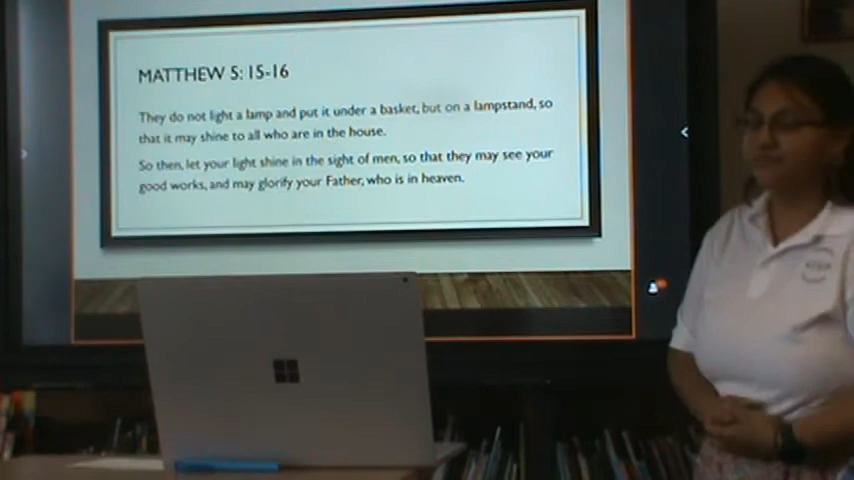 MATTHEW 5: 15-16
They do not light a lamp and put it under a basket, but on a lampstand, so
that it may shine to all who are in the house.
So then, let your light shine in the sight of men, so that they may see your
good works, and may glorify your Father, who is in heaven.